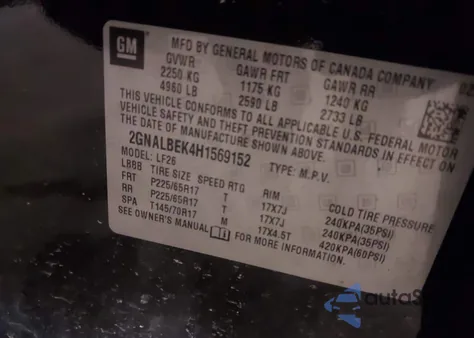 GM
MFD BY GENERAL MOTORS OF CANADA COMPANY 02
GVWR GAWR FRT GAWR RR
2250 KG 1175 KG 1240 KG
4960 LB 2590 LB 2733 LB
THIS VEHICLE CONFORMS TO ALL APPLICABLE U.S. FEDERAL MOTOR
VEHICLE SAFETY AND THEFT PREVENTION STANDARDS IN EFFECT ON
THE DATE OF MANUFACTURE SHOWN ABOVE.
2GNALBEK4H1569152 TYPE: M.P.V.
MODEL: LF26
LBBB TIRE SIZE SPEED RTG RIM COLD TIRE PRESSURE
FRT P225/65R17 T 17X7J 240KPA(35PSI)
RR P225/65R17 T 17X7J 240KPA(35PSI)
SPA T145/70R17 M 17X4.5T 420KPA(60PSI)
SEE OWNER'S MANUAL FOR MORE INFORMATION.
autoS